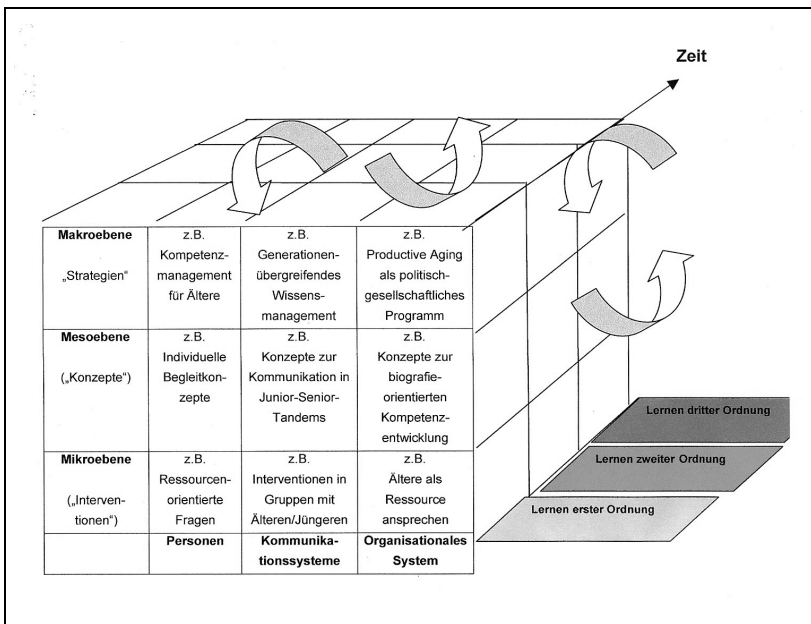 Zeit
Makroebene
„Strategien“
z.B.
Kompetenz-
management
für Ältere
z.B.
Generationen-
übergreifendes
Wissens-
management
z.B.
Productive Aging
als politisch-
gesellschaftliches
Programm
Mesoebene
(„Konzepte“)
z.B.
Individuelle
Begleitkon-
zepte
z.B.
Konzepte zur
Kommunikation in
Junior-Senior-
Tandems
z.B.
Konzepte zur
biografie-
orientierten
Kompetenz-
entwicklung
Mikroebene
(„Interven-
tionen“)
z.B.
Ressourcen-
orientierte
Fragen
z.B.
Interventionen in
Gruppen mit
Älteren/Jüngeren
z.B.
Ältere als
Ressource
ansprechen
Personen
Kommunika-
tionssysteme
Organisationales
System
Lernen dritter Ordnung
Lernen zweiter Ordnung
Lernen erster Ordnung